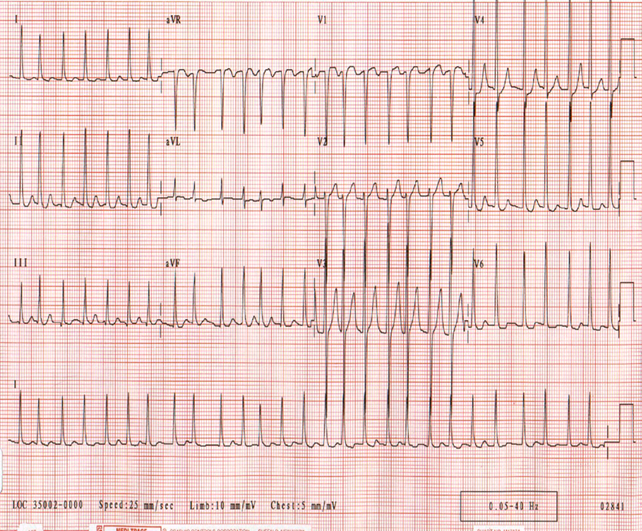 I aVR V1 V4
II aVL V2 V5
III aVF V3 V6
I
LOC 35002-0000 Speed:25 mm/sec Limb:10 mm/mV Chest:5 mm/mV 0.05-40 Hz 02841